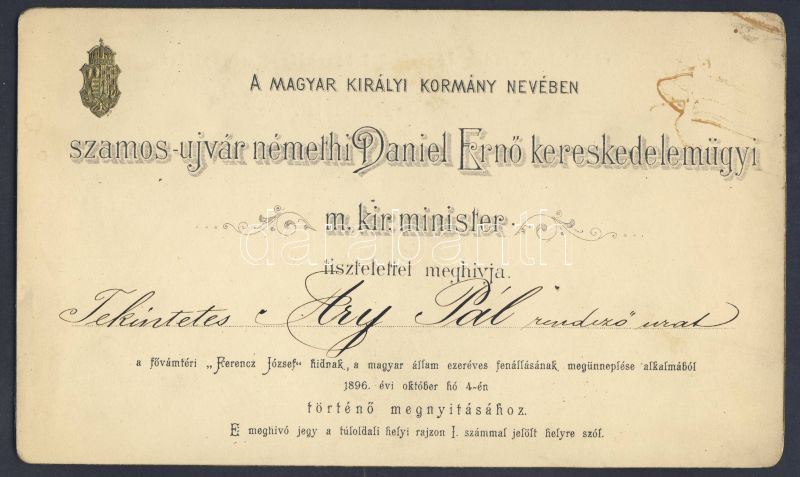 A MAGYAR KIRÁLYI KORMÁNY NEVÉBEN
szamos-ujvár némethi Daniel Ernő kereskedelemügyi
m. kir. minister
tisztelettel meghivja.
Tekintetes Ary Pál rendező urat
a fővámtéri „Ferencz József" hidnak, a magyar állam ezeréves fenállásának megünneplése alkalmából
1896. évi október hó 4-én
történő megnyitásához.
E meghivó jegy a túloldali helyi rajzon I. számmal jelölt helyre szól.
darabanth